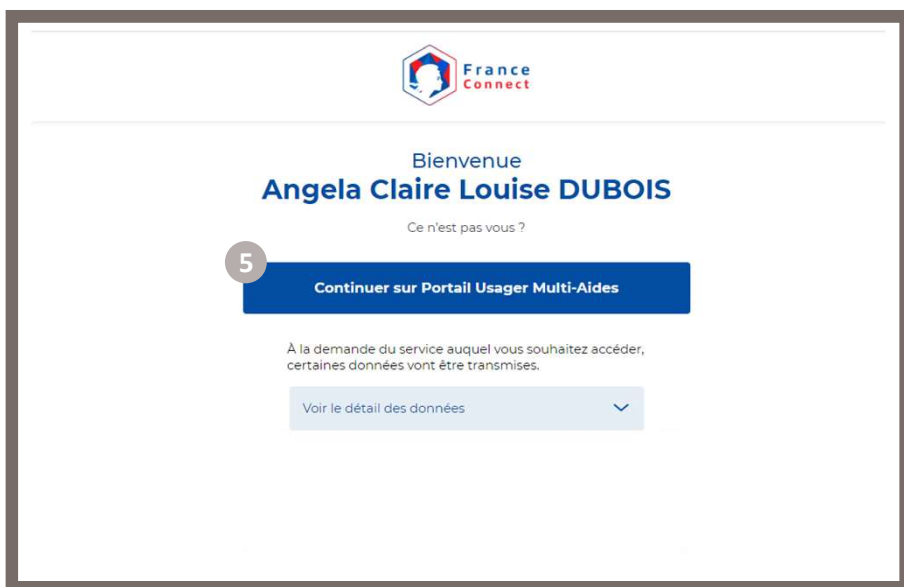 France
Connect
Bienvenue
Angela Claire Louise DUBOIS
Ce n'est pas vous ?
5
Continuer sur Portail Usager Multi-Aides
À la demande du service auquel vous souhaitez accéder,
certaines données vont être transmises.
Voir le détail des données